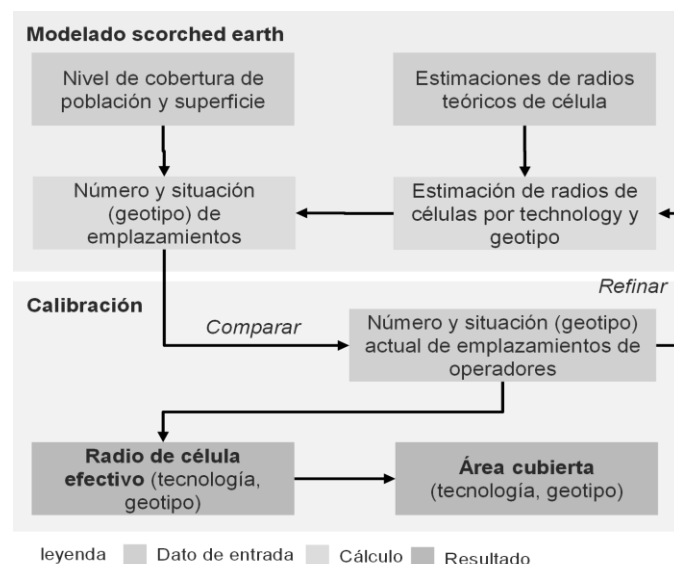 Modelado scorched earth
Nivel de cobertura de
población y superficie
Estimaciones de radios
teóricos de célula
Número y situación
(geotipo) de
emplazamientos
Estimación de radios de
células por technology y
geotipo
Refinar
Calibración
Comparar
Número y situación (geotipo)
actual de emplazamientos de
operadores
Radio de célula
efectivo (tecnología,
geotipo)
Área cubierta
(tecnología, geotipo)
leyenda Dato de entrada Cálculo Resultado